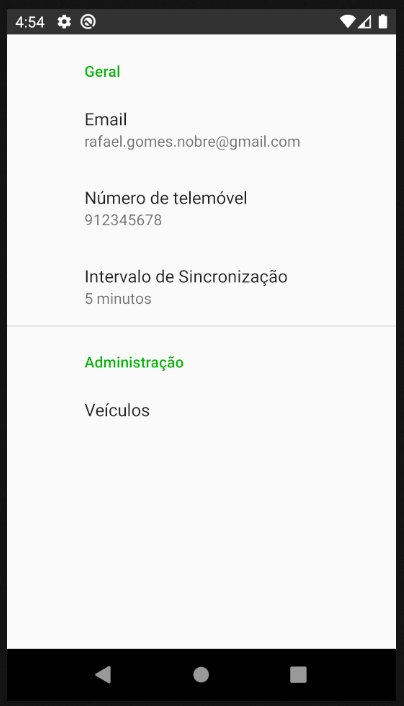 4:54
Geral
Email
rafael.gomes.nobre@gmail.com
Número de telemóvel
912345678
Intervalo de Sincronização
5 minutos
Administração
Veículos